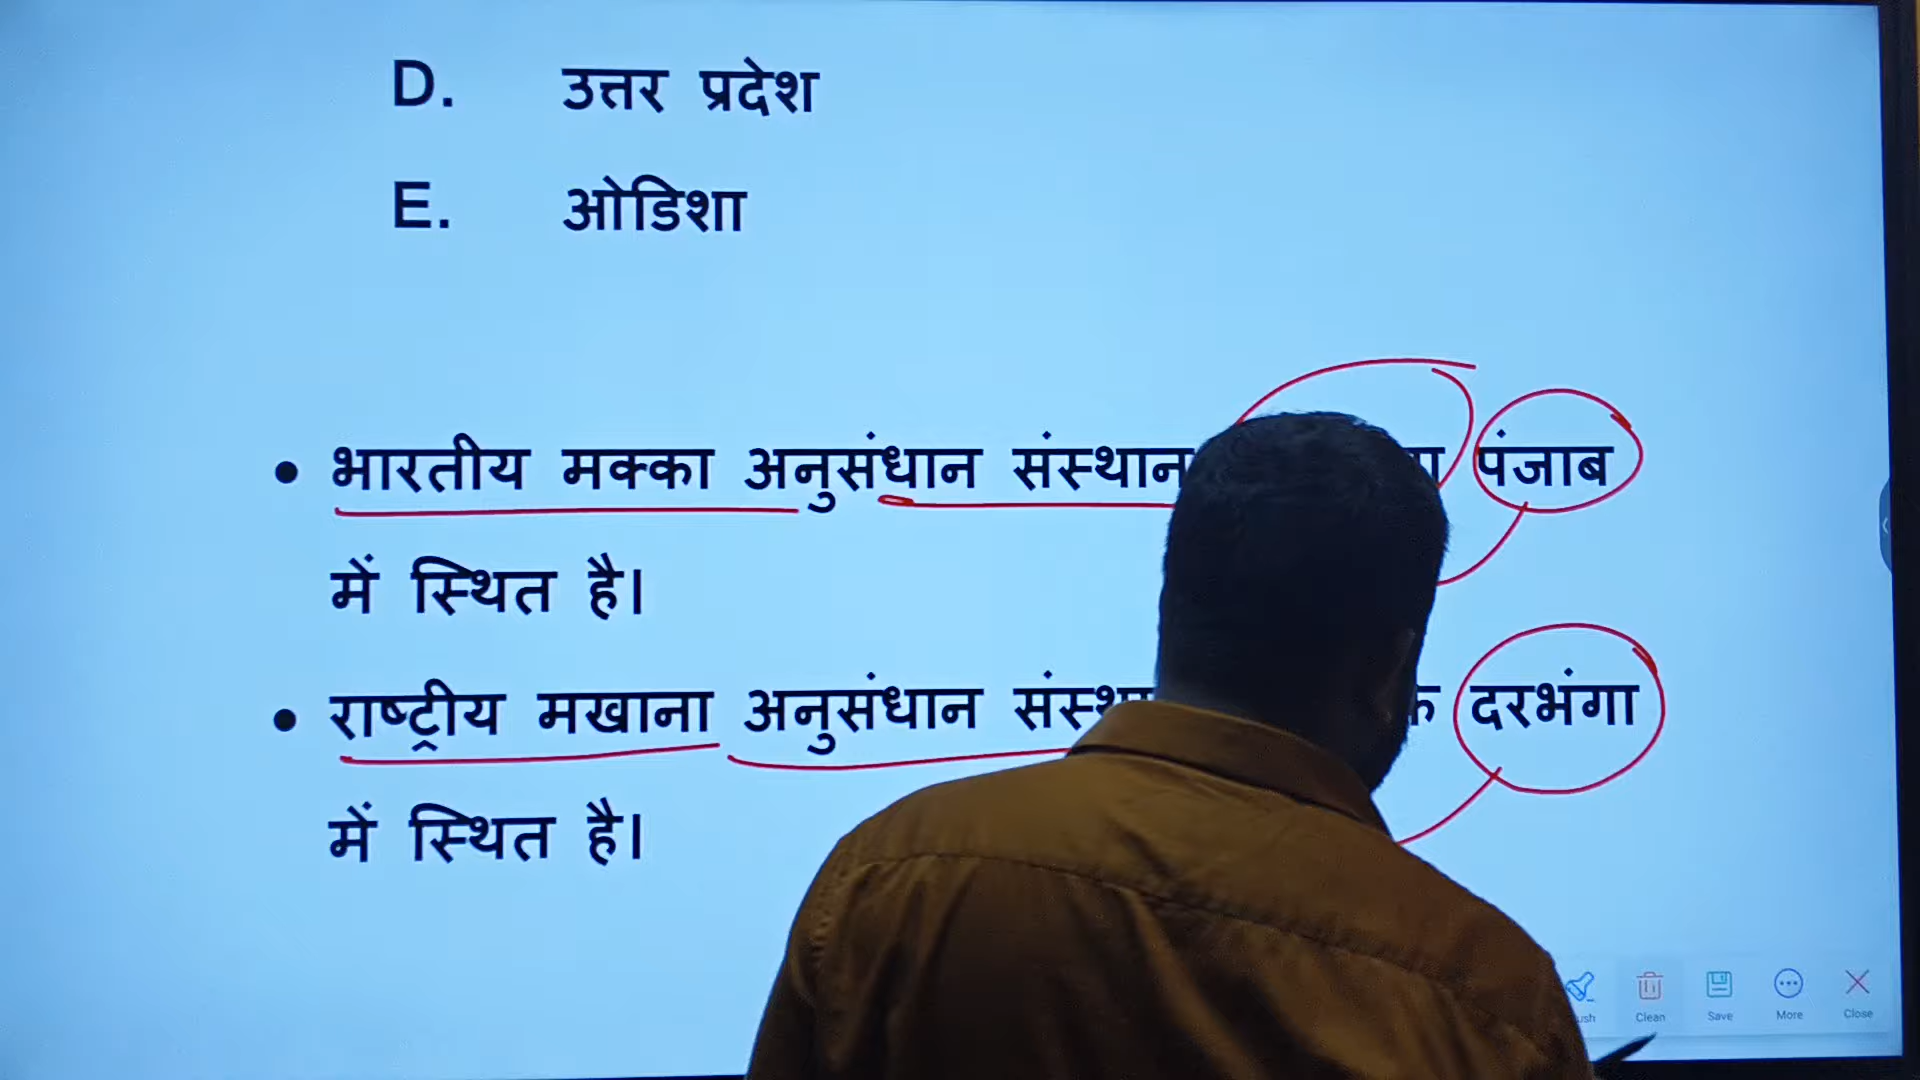 D. उत्तर प्रदेश
E. ओडिशा
• भारतीय मक्का अनुसंधान संस्थान पंजाब
में स्थित है।
• राष्ट्रीय मखाना अनुसंधान दरभंगा
में स्थित है।
Clean Save More Close